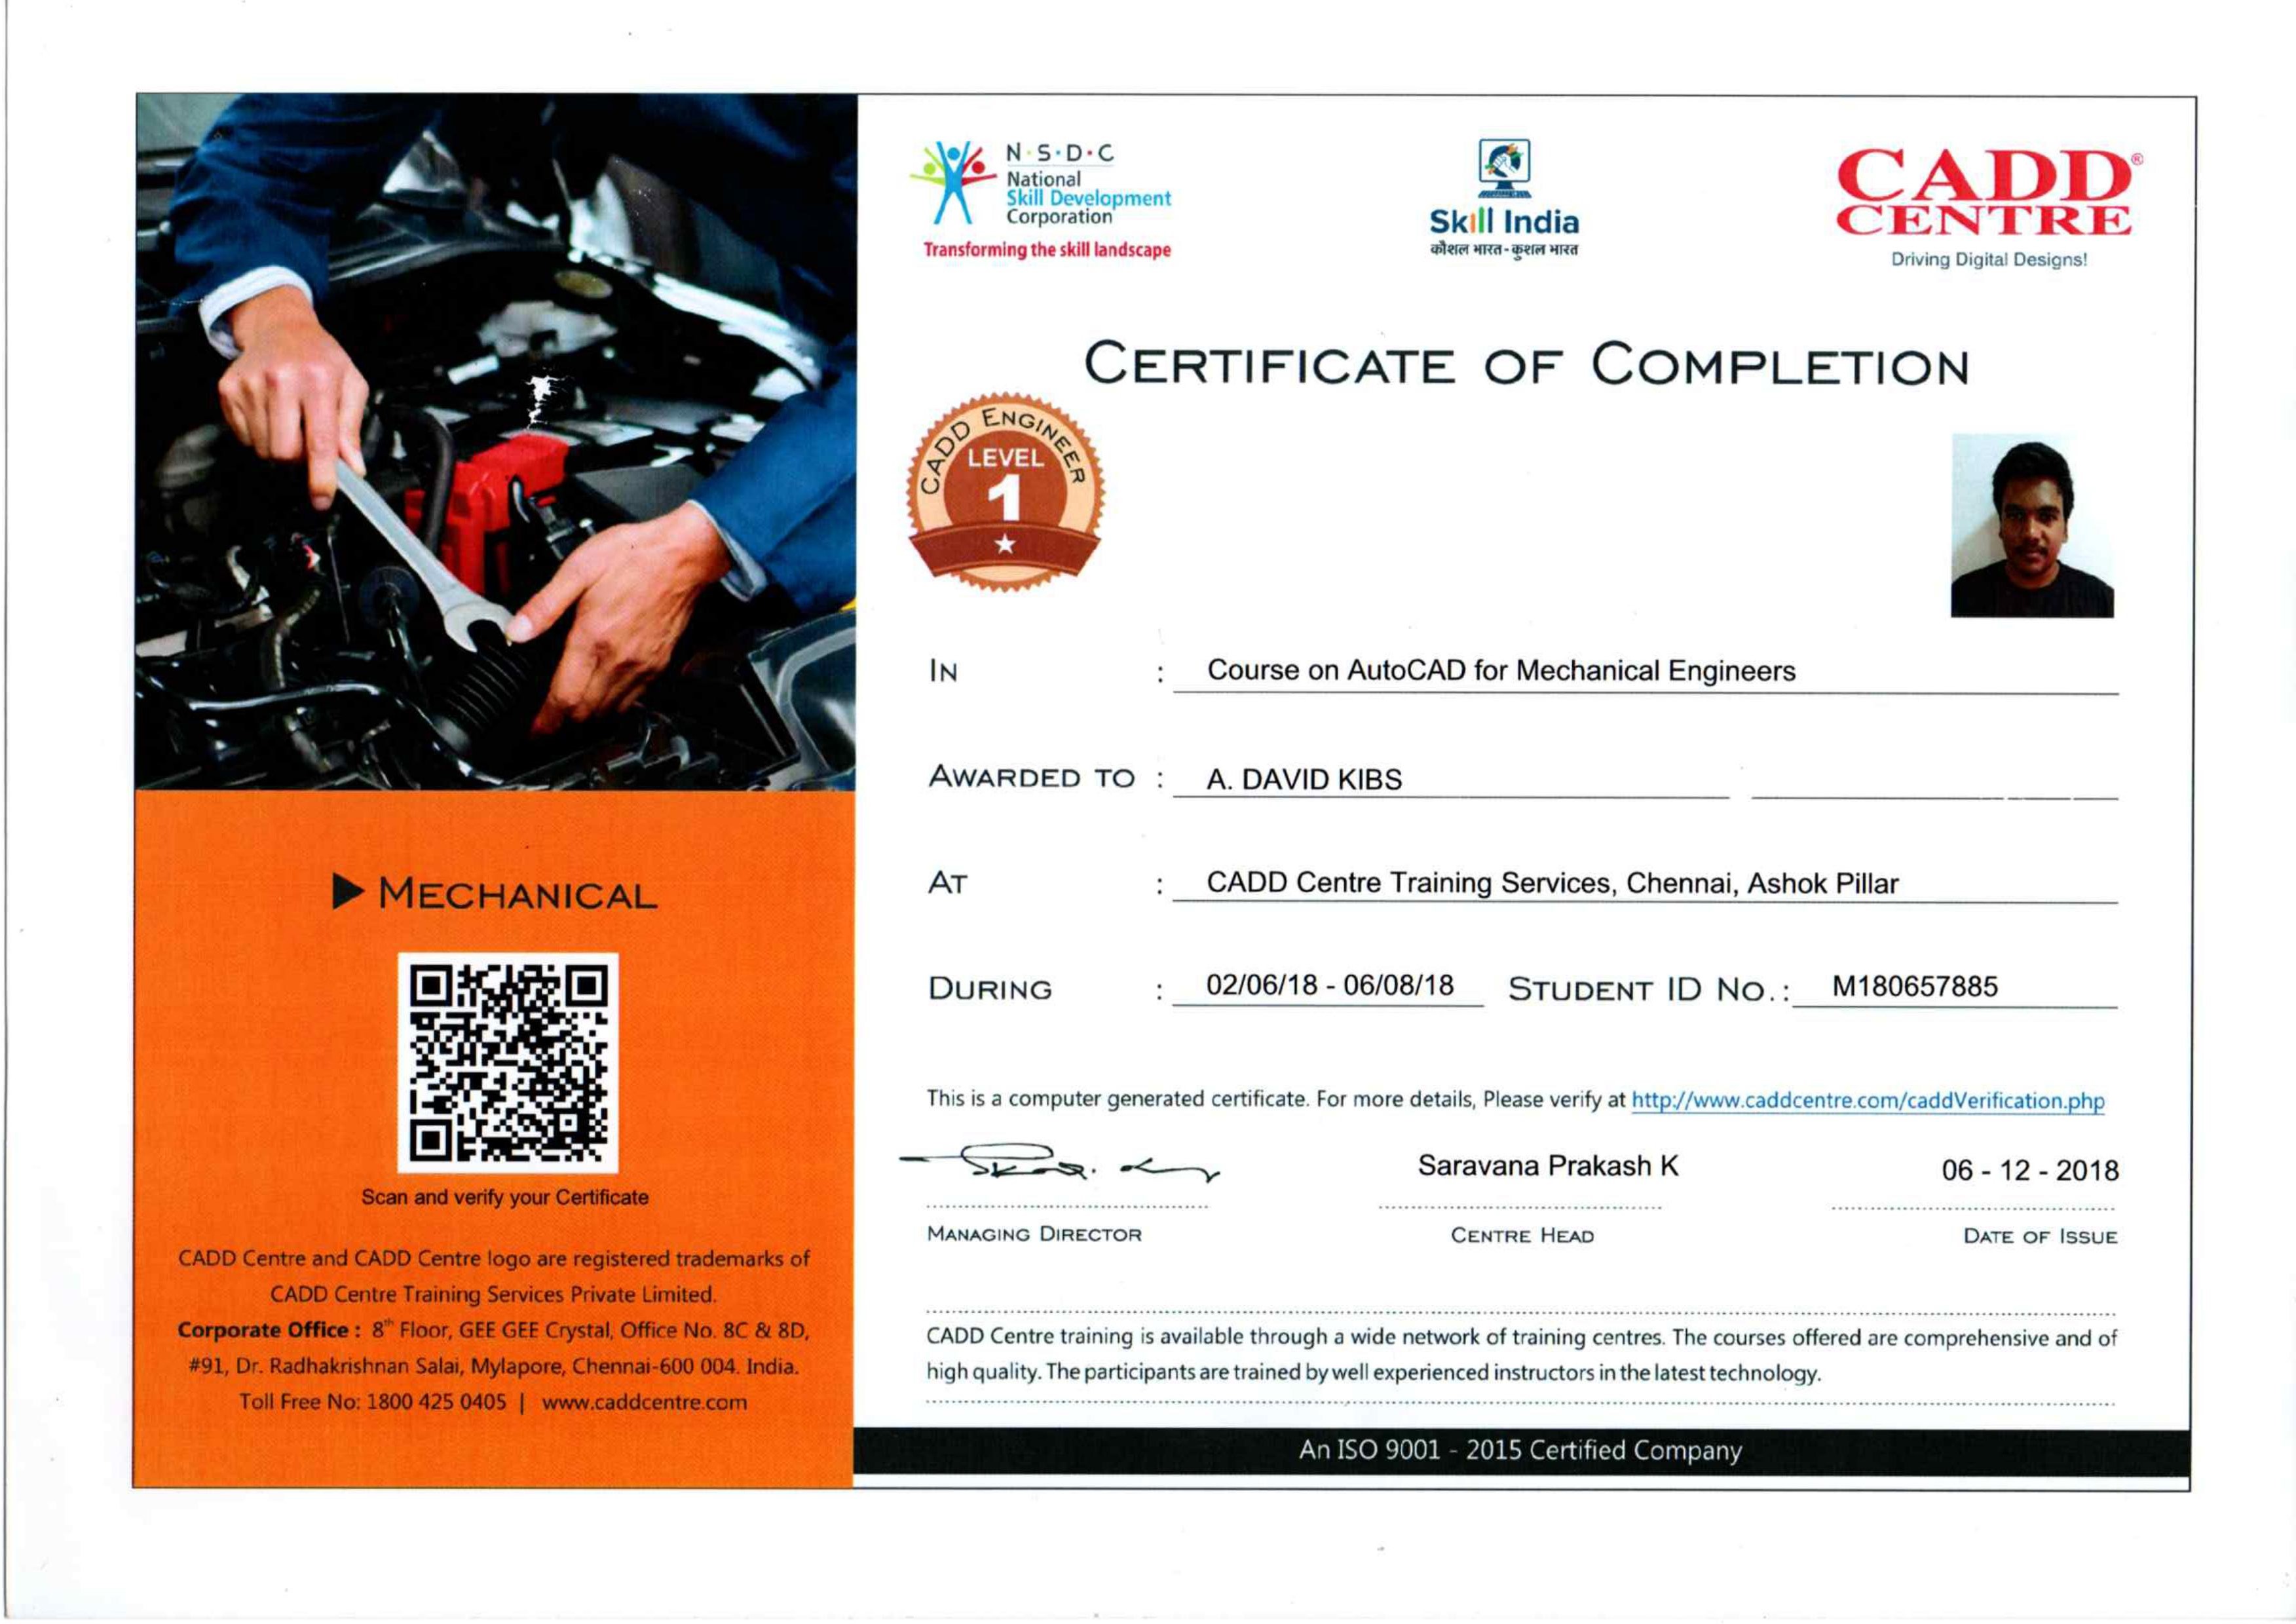 N·S·D·C
National
Skill Development
Corporation
Transforming the skill landscape
Skill India
कौशल भारत - कुशल भारत
CADD®
CENTRE
Driving Digital Designs!
CERTIFICATE OF COMPLETION
CADD ENGINEER
LEVEL
1
IN : Course on AutoCAD for Mechanical Engineers
AWARDED TO : A. DAVID KIBS
AT : CADD Centre Training Services, Chennai, Ashok Pillar
DURING : 02/06/18 - 06/08/18 STUDENT ID NO.: M180657885
This is a computer generated certificate. For more details, Please verify at http://www.caddcentre.com/caddVerification.php
Saravana Prakash K
06 - 12 - 2018
MANAGING DIRECTOR
CENTRE HEAD
DATE OF ISSUE
CADD Centre training is available through a wide network of training centres. The courses offered are comprehensive and of
high quality. The participants are trained by well experienced instructors in the latest technology.
An ISO 9001 - 2015 Certified Company
MECHANICAL
Scan and verify your Certificate
CADD Centre and CADD Centre logo are registered trademarks of
CADD Centre Training Services Private Limited.
Corporate Office : 8th Floor, GEE GEE Crystal, Office No. 8C & 8D,
#91, Dr. Radhakrishnan Salai, Mylapore, Chennai-600 004. India.
Toll Free No: 1800 425 0405 | www.caddcentre.com